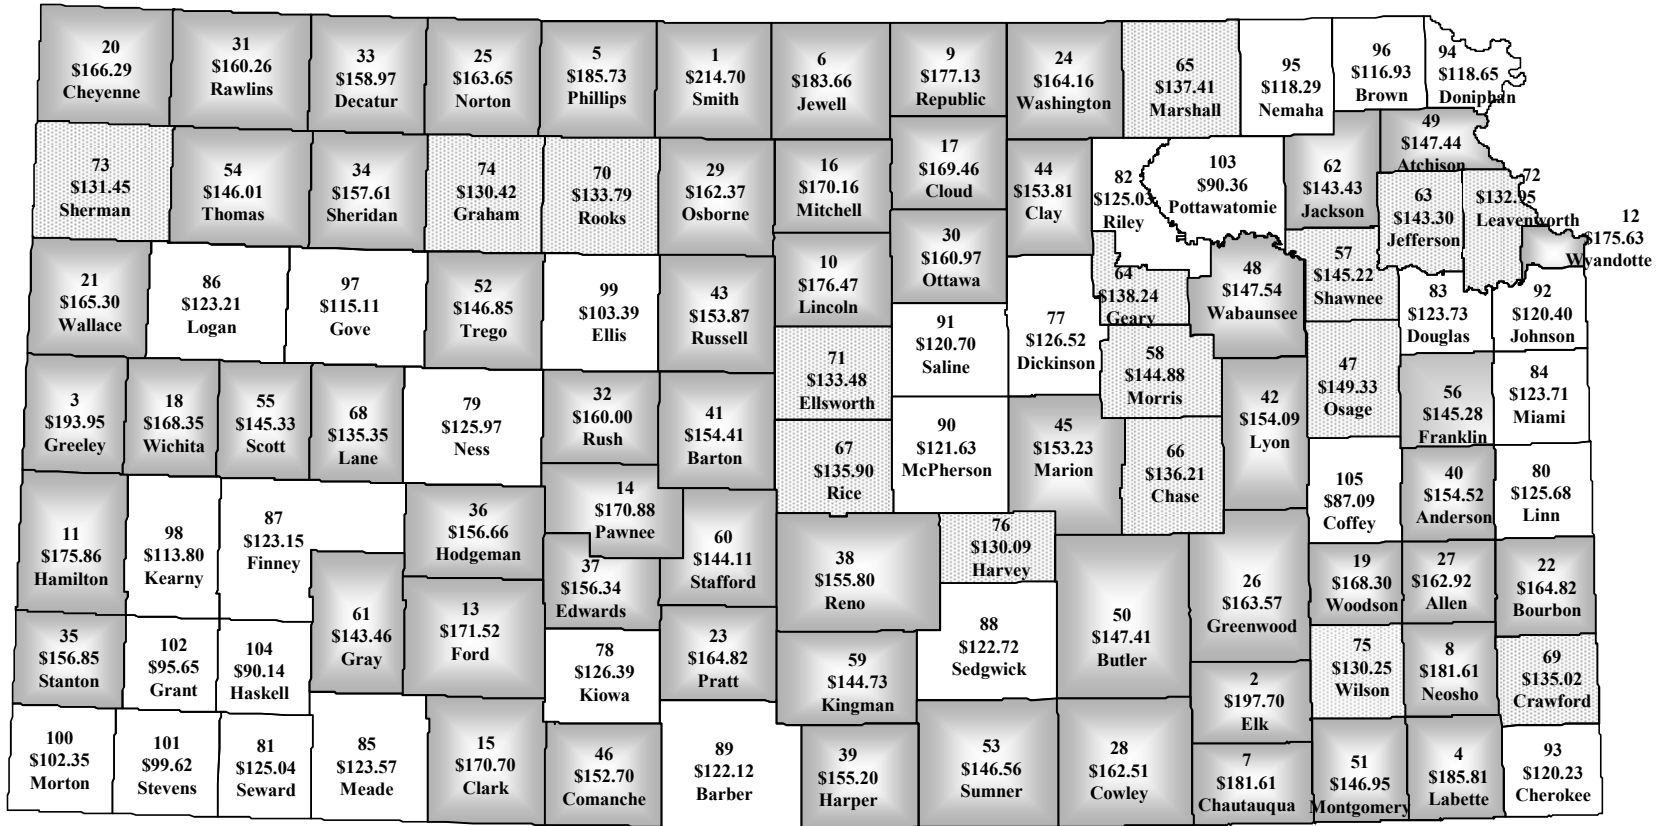 20
$166.29
Cheyenne
31
$160.26
Rawlins
33
$158.97
Decatur
25
$163.65
Norton
5
$185.73
Phillips
1
$214.70
Smith
6
$183.66
Jewell
9
$177.13
Republic
24
$164.16
Washington
65
$137.41
Marshall
95
$118.29
Nemaha
96
$116.93
Brown
94
$118.65
Doniphan
73
$131.45
Sherman
54
$146.01
Thomas
34
$157.61
Sheridan
74
$130.42
Graham
70
$133.79
Rooks
29
$162.37
Osborne
16
$170.16
Mitchell
17
$169.46
Cloud
44
$153.81
Clay
82
$125.03
Riley
103
$90.36
Pottawatomie
62
$143.43
Jackson
49
$147.44
Atchison
63
$143.30
Jefferson
72
$132.95
Leavenworth
12
$175.63
Wyandotte
21
$165.30
Wallace
86
$123.21
Logan
97
$115.11
Gove
52
$146.85
Trego
99
$103.39
Ellis
43
$153.87
Russell
10
$176.47
Lincoln
30
$160.97
Ottawa
91
$120.70
Saline
77
$126.52
Dickinson
64
$138.24
Geary
48
$147.54
Wabaunsee
57
$145.22
Shawnee
83
$123.73
Douglas
92
$120.40
Johnson
3
$193.95
Greeley
18
$168.35
Wichita
55
$145.33
Scott
68
$135.35
Lane
79
$125.97
Ness
32
$160.00
Rush
41
$154.41
Barton
71
$133.48
Ellsworth
67
$135.90
Rice
90
$121.63
McPherson
45
$153.23
Marion
58
$144.88
Morris
66
$136.21
Chase
42
$154.09
Lyon
47
$149.33
Osage
56
$145.28
Franklin
84
$123.71
Miami
11
$175.86
Hamilton
98
$113.80
Kearny
87
$123.15
Finney
36
$156.66
Hodgeman
14
$170.88
Pawnee
60
$144.11
Stafford
38
$155.80
Reno
76
$130.09
Harvey
105
$87.09
Coffey
40
$154.52
Anderson
80
$125.68
Linn
61
$143.46
Gray
13
$171.52
Ford
37
$156.34
Edwards
50
$147.41
Butler
26
$163.57
Greenwood
19
$168.30
Woodson
27
$162.92
Allen
22
$164.82
Bourbon
35
$156.85
Stanton
102
$95.65
Grant
104
$90.14
Haskell
78
$126.39
Kiowa
23
$164.82
Pratt
59
$144.73
Kingman
88
$122.72
Sedgwick
2
$197.70
Elk
75
$130.25
Wilson
8
$181.61
Neosho
69
$135.02
Crawford
100
$102.35
Morton
101
$99.62
Stevens
81
$125.04
Seward
85
$123.57
Meade
15
$170.70
Clark
46
$152.70
Comanche
89
$122.12
Barber
39
$155.20
Harper
53
$146.56
Sumner
28
$162.51
Cowley
7
$181.61
Chautauqua
51
$146.95
Montgomery
4
$185.81
Labette
93
$120.23
Cherokee